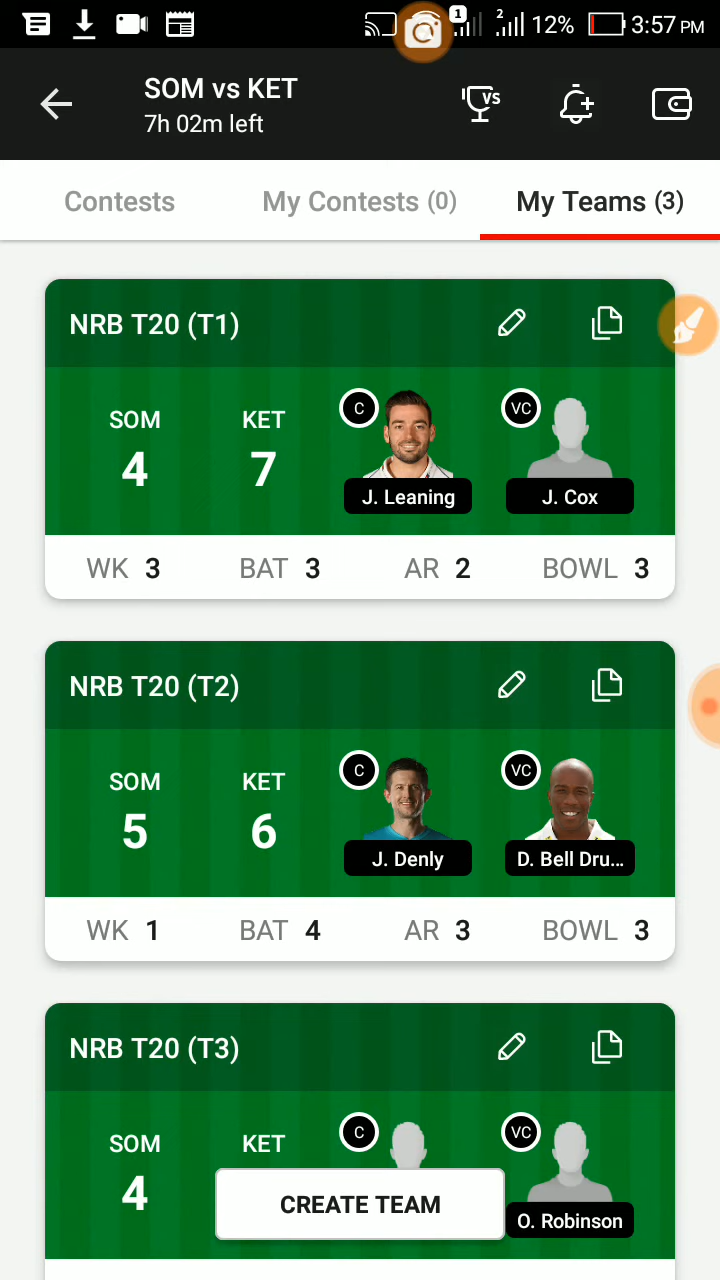 1 2 12% 3:57 PM
SOM vs KET
7h 02m left
VS
Contests My Contests (0) My Teams (3)
NRB T20 (T1)
C VC
SOM KET
4 7
J. Leaning J. Cox
WK 3 BAT 3 AR 2 BOWL 3
NRB T20 (T2)
C VC
SOM KET
5 6
J. Denly D. Bell Dru...
WK 1 BAT 4 AR 3 BOWL 3
NRB T20 (T3)
C VC
SOM KET
4
CREATE TEAM
O. Robinson